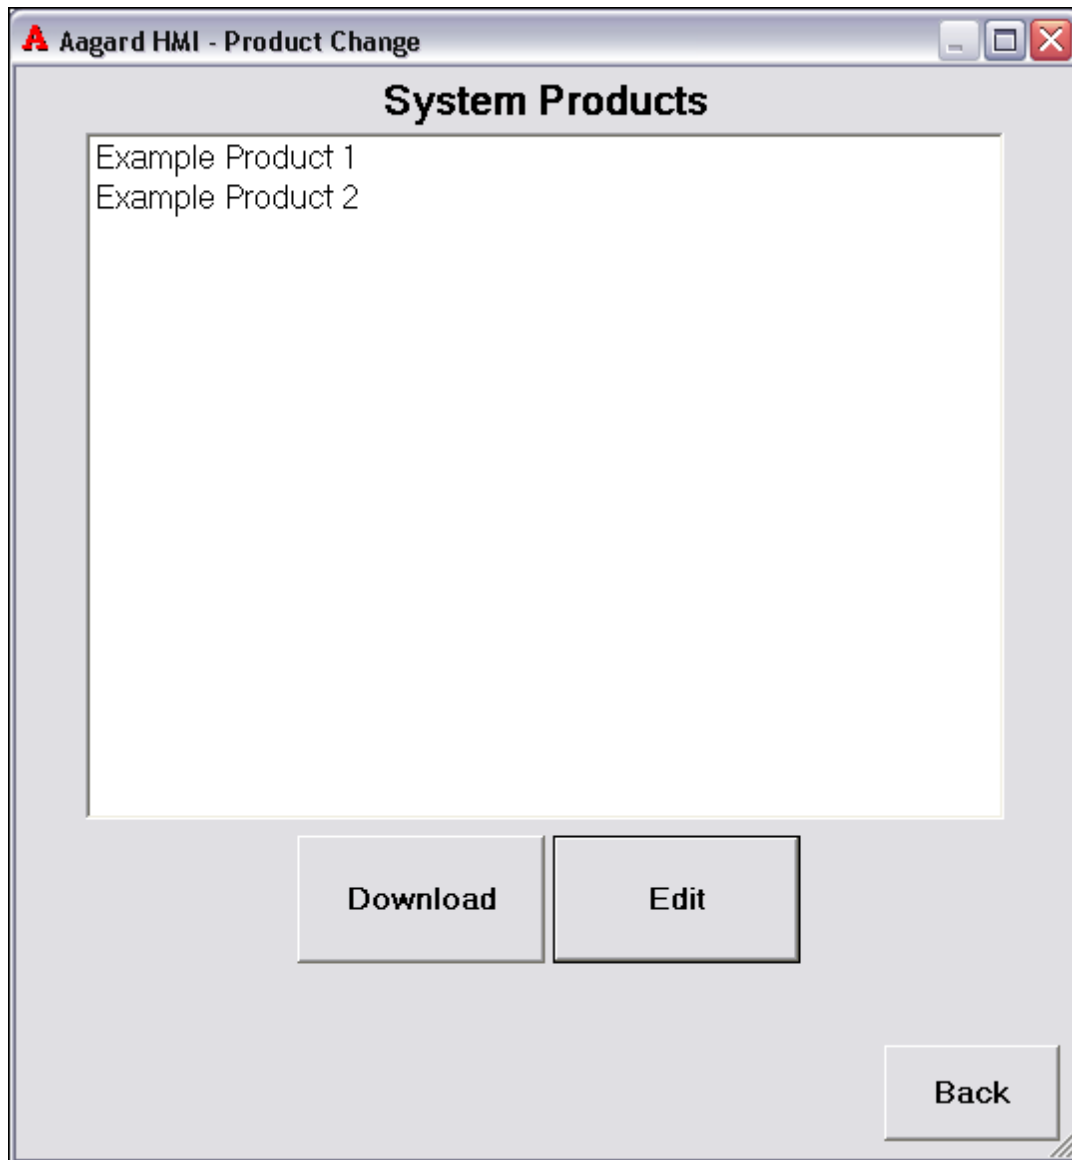 Aagard HMI - Product Change
System Products
Example Product 1
Example Product 2
Download
Edit
Back